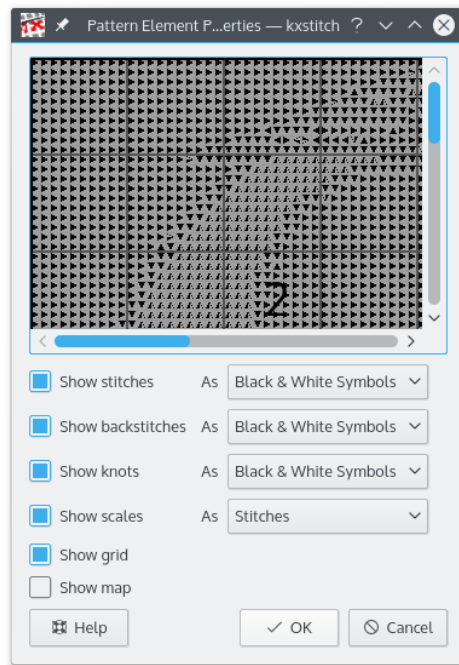 Pattern Element P...erties — kxstitch ?
2
Show stitches As Black & White Symbols
Show backstitches As Black & White Symbols
Show knots As Black & White Symbols
Show scales As Stitches
Show grid
Show map
Help OK Cancel